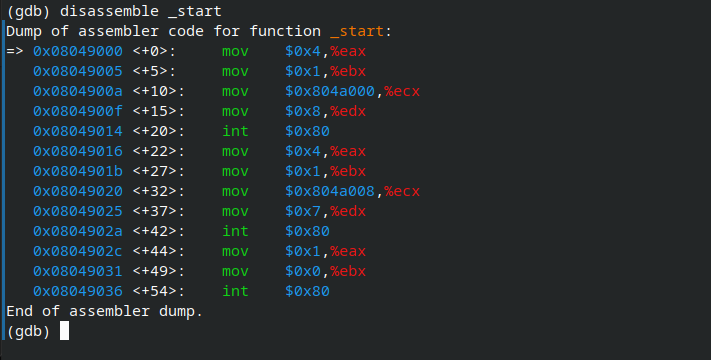 (gdb) disassemble _start
Dump of assembler code for function _start:
=> 0x08049000 <+0>:     mov    $0x4,%eax
   0x08049005 <+5>:     mov    $0x1,%ebx
   0x0804900a <+10>:    mov    $0x804a000,%ecx
   0x0804900f <+15>:    mov    $0x8,%edx
   0x08049014 <+20>:    int    $0x80
   0x08049016 <+22>:    mov    $0x4,%eax
   0x0804901b <+27>:    mov    $0x1,%ebx
   0x08049020 <+32>:    mov    $0x804a008,%ecx
   0x08049025 <+37>:    mov    $0x7,%edx
   0x0804902a <+42>:    int    $0x80
   0x0804902c <+44>:    mov    $0x1,%eax
   0x08049031 <+49>:    mov    $0x0,%ebx
   0x08049036 <+54>:    int    $0x80
End of assembler dump.
(gdb)